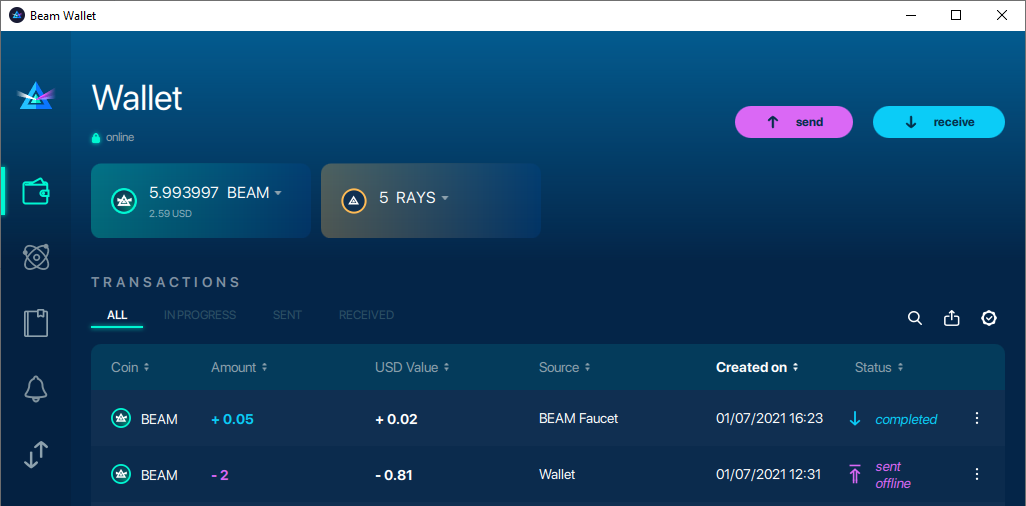 Beam Wallet
Wallet
online
send
receive
5.993997 BEAM
2.59 USD
5 RAYS
TRANSACTIONS
ALL IN PROGRESS SENT RECEIVED
Coin Amount USD Value Source Created on Status
BEAM + 0.05 + 0.02 BEAM Faucet 01/07/2021 16:23 completed
BEAM - 2 - 0.81 Wallet 01/07/2021 12:31 sent
offline